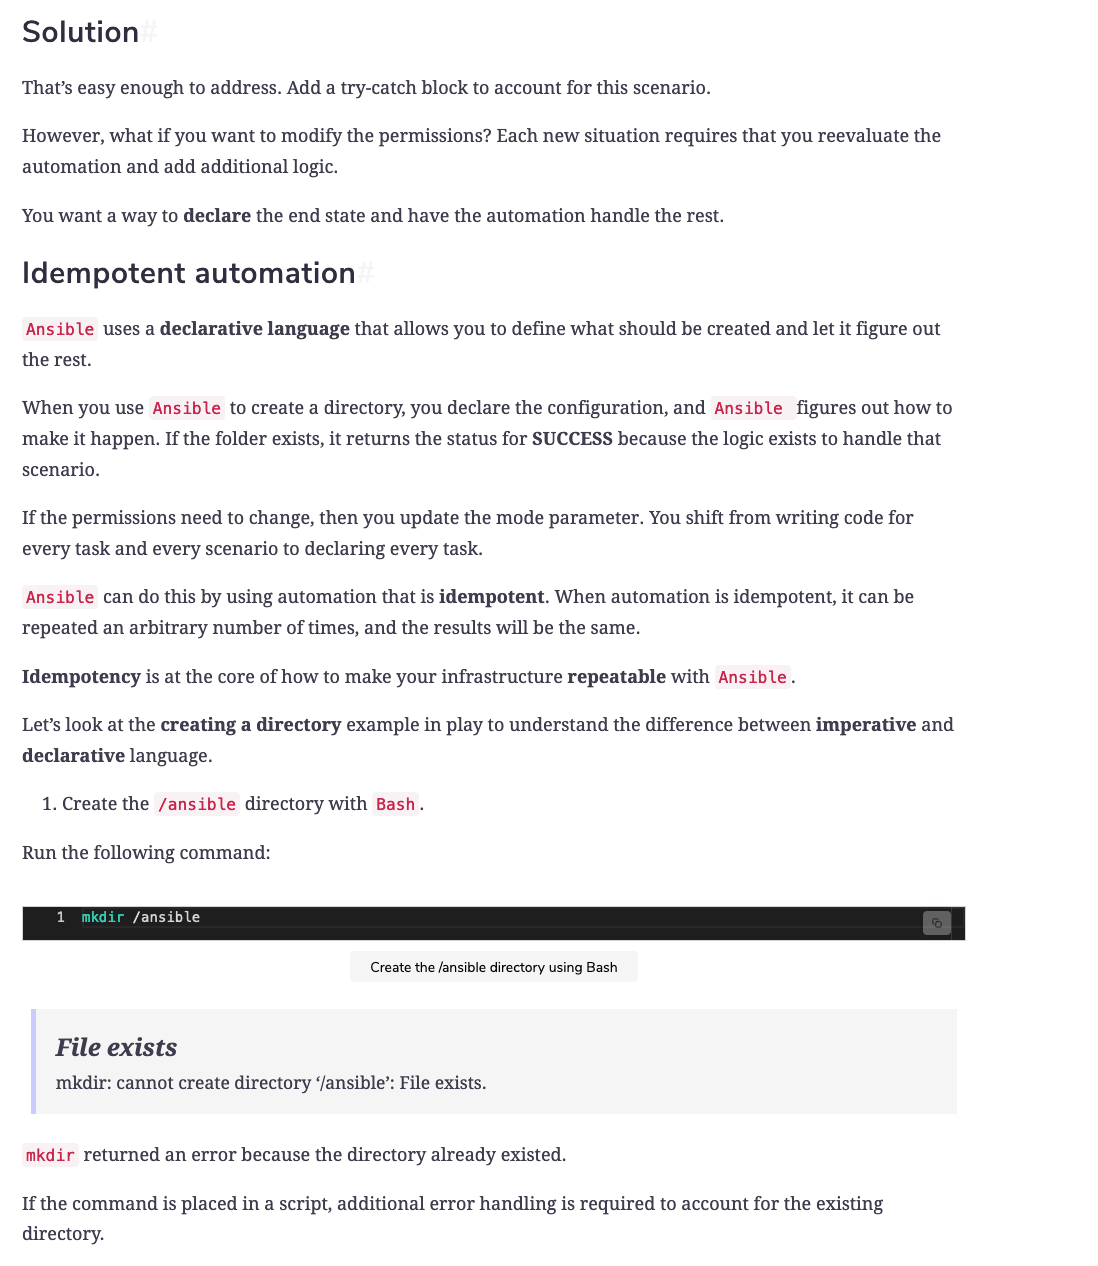 Solution#
That’s easy enough to address. Add a try-catch block to account for this scenario.
However, what if you want to modify the permissions? Each new situation requires that you reevaluate the
automation and add additional logic.
You want a way to declare the end state and have the automation handle the rest.
Idempotent automation#
Ansible uses a declarative language that allows you to define what should be created and let it figure out
the rest.
When you use Ansible to create a directory, you declare the configuration, and Ansible figures out how to
make it happen. If the folder exists, it returns the status for SUCCESS because the logic exists to handle that
scenario.
If the permissions need to change, then you update the mode parameter. You shift from writing code for
every task and every scenario to declaring every task.
Ansible can do this by using automation that is idempotent. When automation is idempotent, it can be
repeated an arbitrary number of times, and the results will be the same.
Idempotency is at the core of how to make your infrastructure repeatable with Ansible.
Let’s look at the creating a directory example in play to understand the difference between imperative and
declarative language.
1. Create the /ansible directory with Bash.
Run the following command:
1 mkdir /ansible
Create the /ansible directory using Bash
File exists
mkdir: cannot create directory ‘/ansible’: File exists.
mkdir returned an error because the directory already existed.
If the command is placed in a script, additional error handling is required to account for the existing
directory.